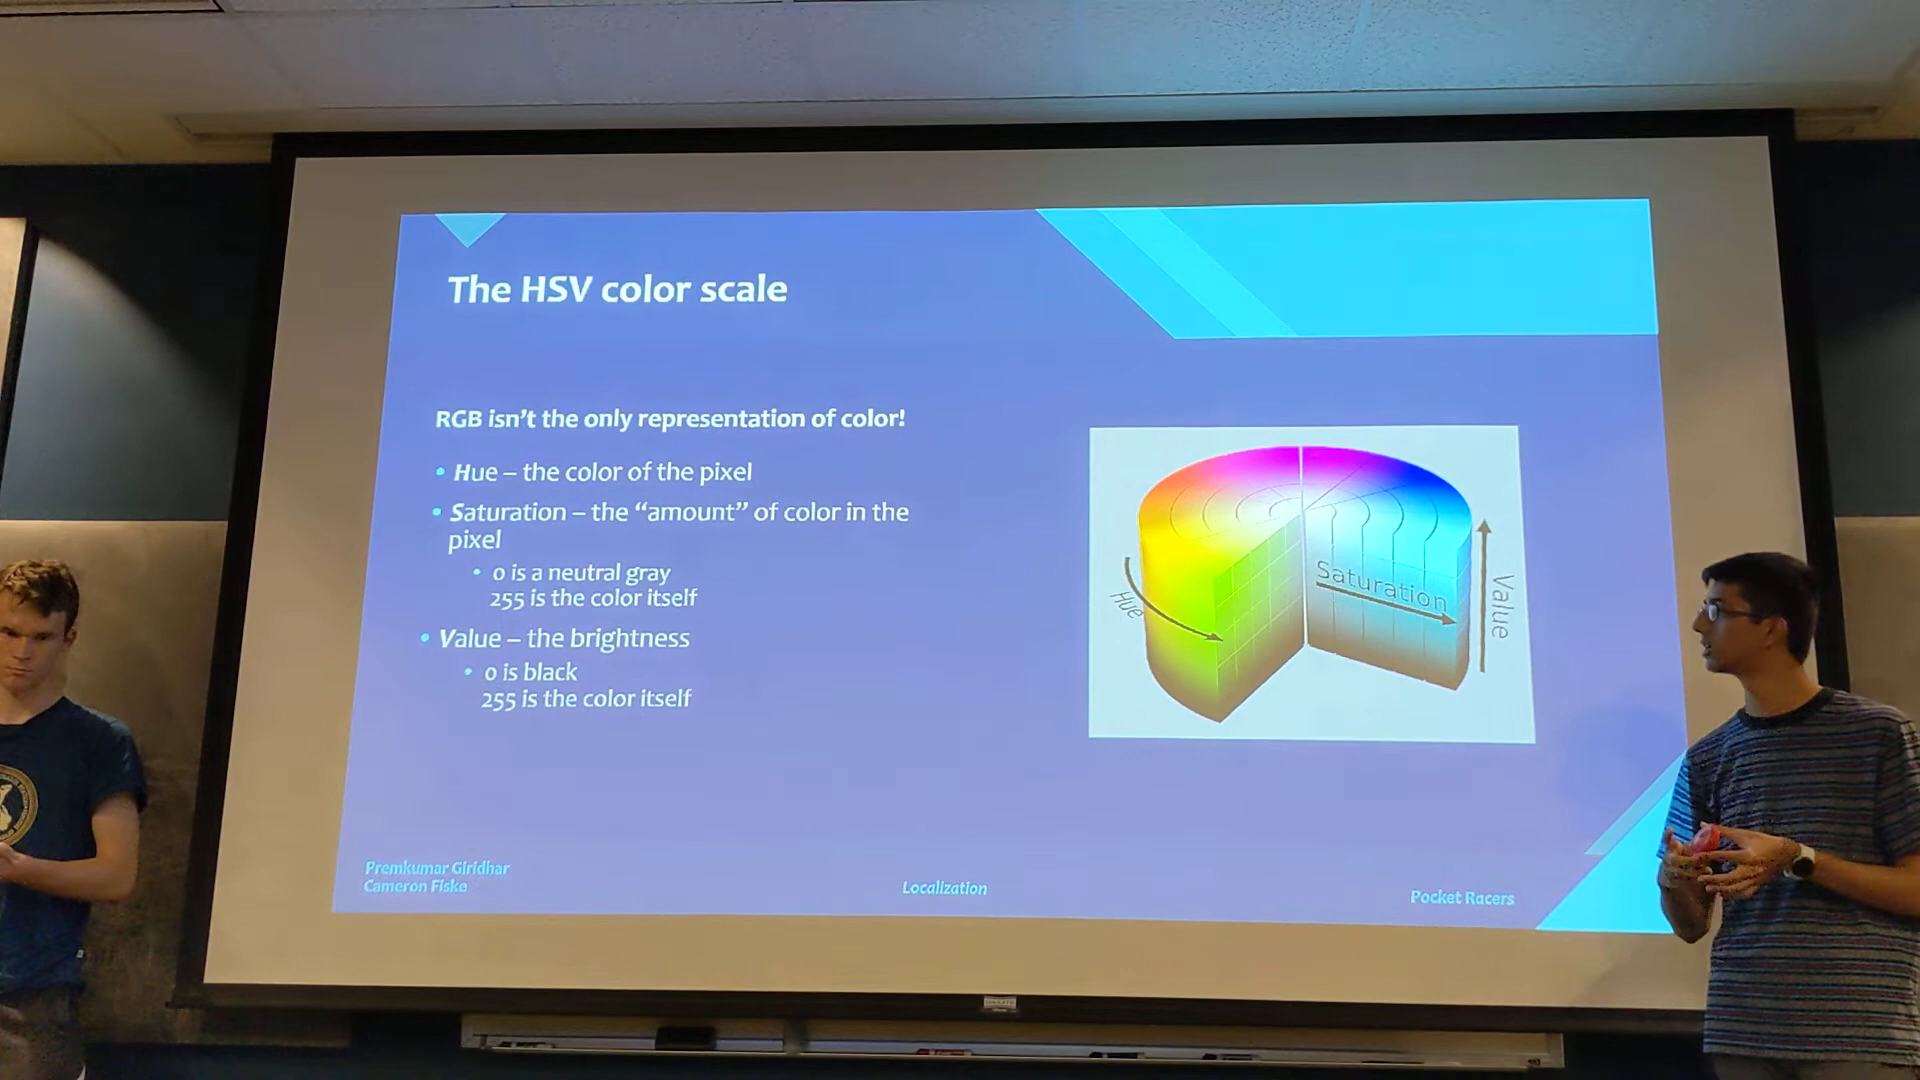 The HSV color scale
RGB isn't the only representation of color!
• Hue – the color of the pixel
• Saturation – the “amount” of color in the
pixel
• 0 is a neutral gray
255 is the color itself
• Value – the brightness
• 0 is black
255 is the color itself
Hue
Saturation
Value
Premkumar Giridhar
Cameron Fiske
Localization
Pocket Racers